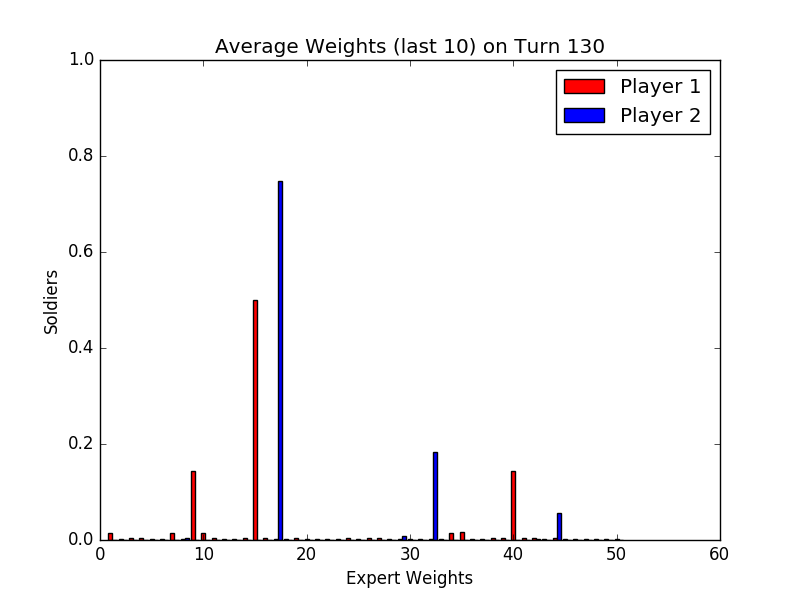 Average Weights (last 10) on Turn 130
1.0
Player 1
Player 2
0.8
0.6
Soldiers
0.4
0.2
0.0
0 10 20 30 40 50 60
Expert Weights